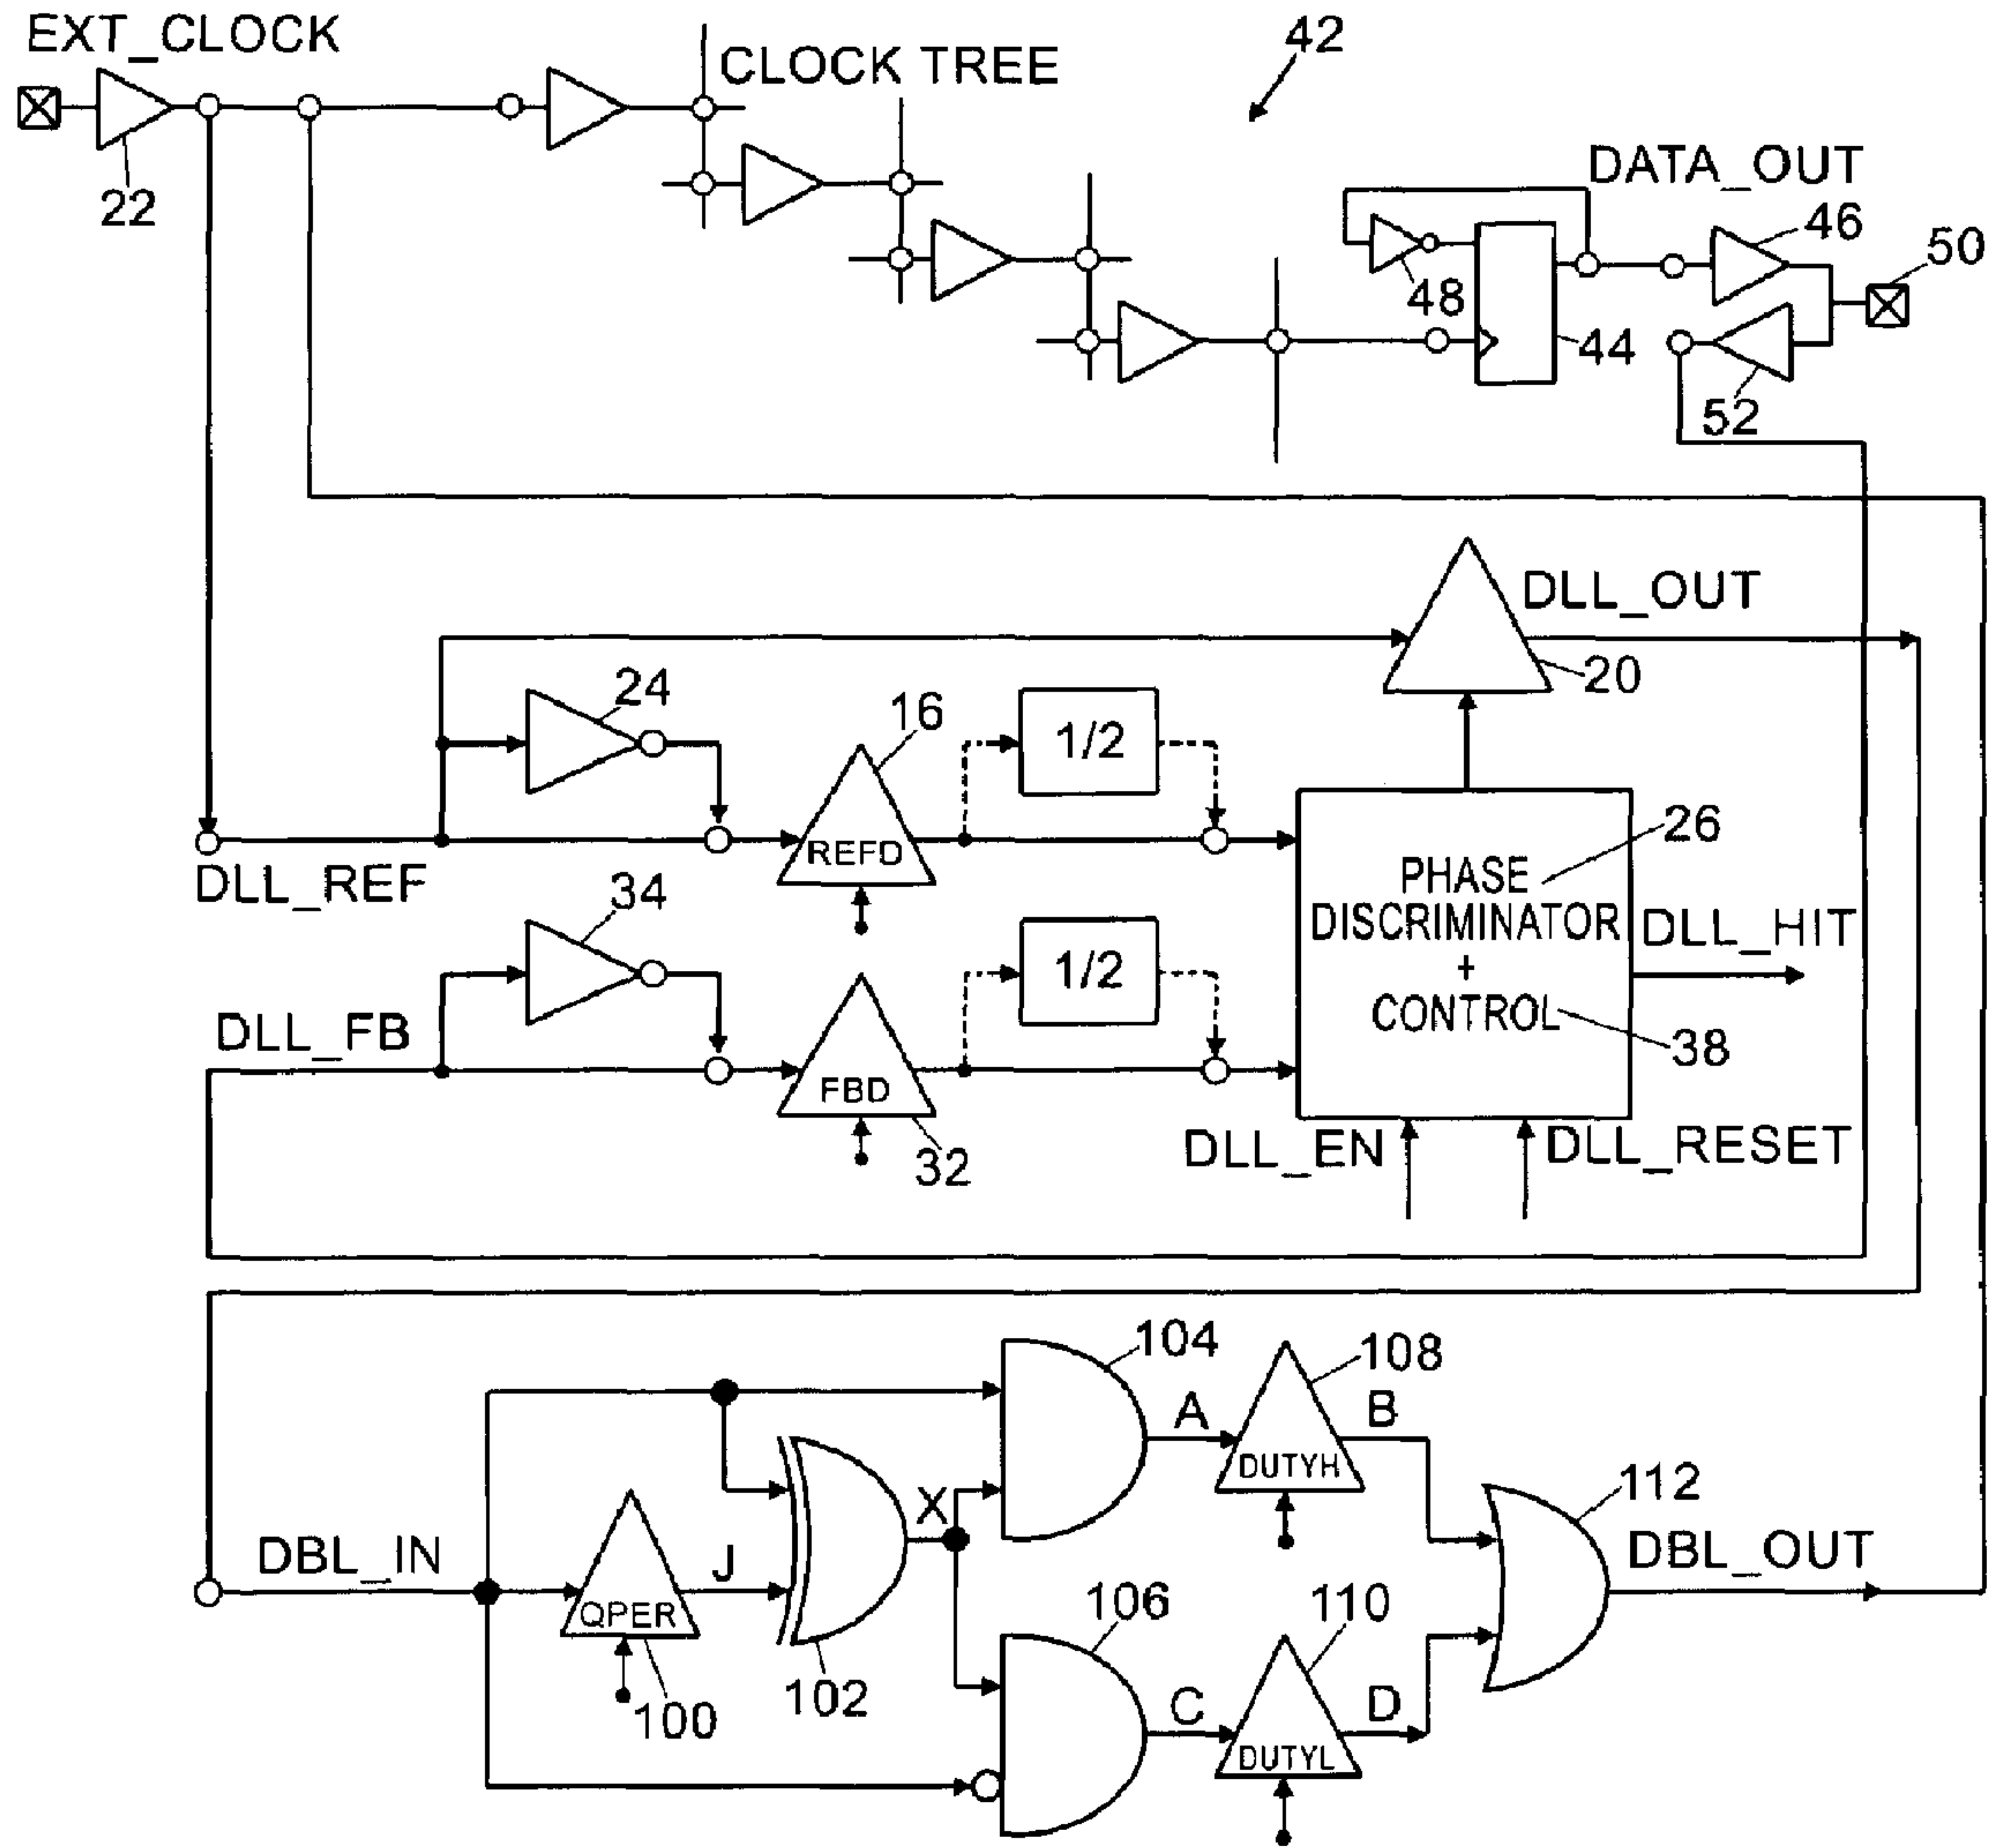 EXT_CLOCK
CLOCK TREE
42
22
DATA_OUT
46
50
48
44
52
DLL_OUT
20
24
16
1/2
REFD
DLL_REF
26
PHASE
DISCRIMINATOR
+
CONTROL
38
DLL_HIT
34
1/2
DLL_FB
FBD
32
DLL_EN
DLL_RESET
104
108
A
B
DUTYH
112
X
DBL_IN
J
DBL_OUT
QPER
106
110
100
102
C
D
DUTYL